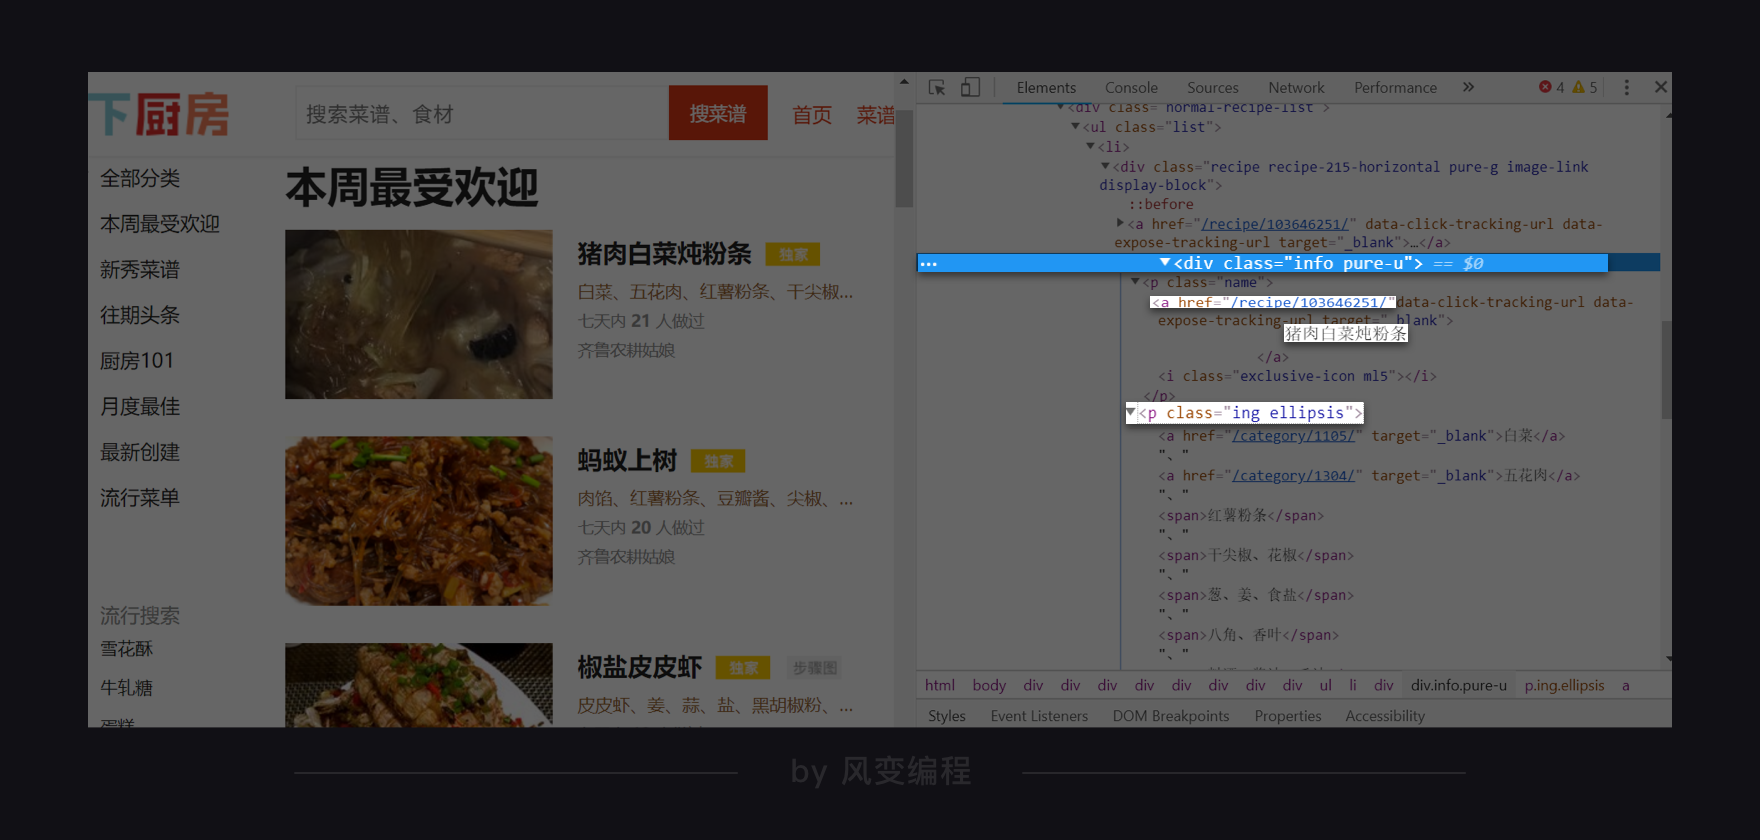 下厨房
搜索菜谱、食材
搜菜谱
首页
菜谱
全部分类
本周最受欢迎
新秀菜谱
往期头条
厨房101
月度最佳
最新创建
流行菜单
流行搜索
雪花酥
牛轧糖
蛋糕
本周最受欢迎
猪肉白菜炖粉条 独家
白菜、五花肉、红薯粉条、干尖椒...
七天内 21 人做过
齐鲁农耕姑娘
蚂蚁上树 独家
肉馅、红薯粉条、豆瓣酱、尖椒、...
七天内 20 人做过
齐鲁农耕姑娘
椒盐皮皮虾 独家 步骤图
皮皮虾、姜、蒜、盐、黑胡椒粉、...
Elements Console Sources Network Performance » 4 5
<div class="normal-recipe-list">
<ul class="list">
<li>
<div class="recipe recipe-215-horizontal pure-g image-link
display-block">
::before
<a href="/recipe/103646251/" data-click-tracking-url data-
expose-tracking-url target="_blank">…</a>
... <div class="info pure-u"> == $0
<p class="name">
<a href="/recipe/103646251/"data-click-tracking-url data-
expose-tracking-url target="_blank">
猪肉白菜炖粉条
</a>
<i class="exclusive-icon ml5"></i>
</p>
<p class="ing ellipsis">
<a href="/category/1105/" target="_blank">白菜</a>
"、"
<a href="/category/1304/" target="_blank">五花肉</a>
"、"
<span>红薯粉条</span>
"、"
<span>干尖椒、花椒</span>
"、"
<span>葱、姜、食盐</span>
"、"
<span>八角、香叶</span>
"、"
html body div div div div div div div div ul li div div.info.pure-u p.ing.ellipsis a
Styles Event Listeners DOM Breakpoints Properties Accessibility
by 风变编程